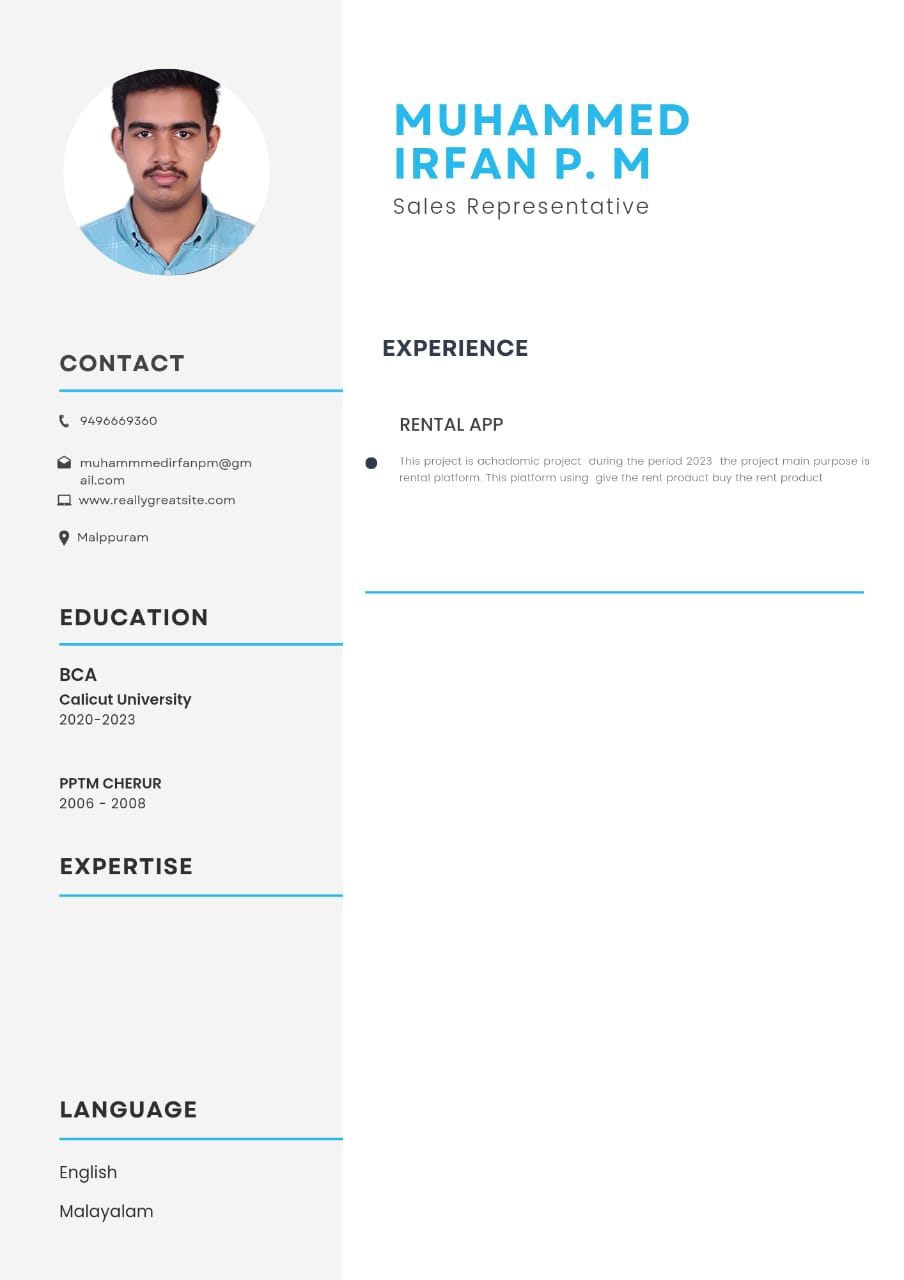 MUHAMMED
IRFAN P. M
Sales Representative
CONTACT
9496669360
muhammmedirfanpm@gm
ail.com
www.reallygreatsite.com
Malppuram
EDUCATION
BCA
Calicut University
2020-2023
PPTM CHERUR
2006 - 2008
EXPERTISE
LANGUAGE
English
Malayalam
EXPERIENCE
RENTAL APP
This project is achadamic project  during the period 2023  the project main purpose is
rental platform. This platform using  give the rent product buy the rent product